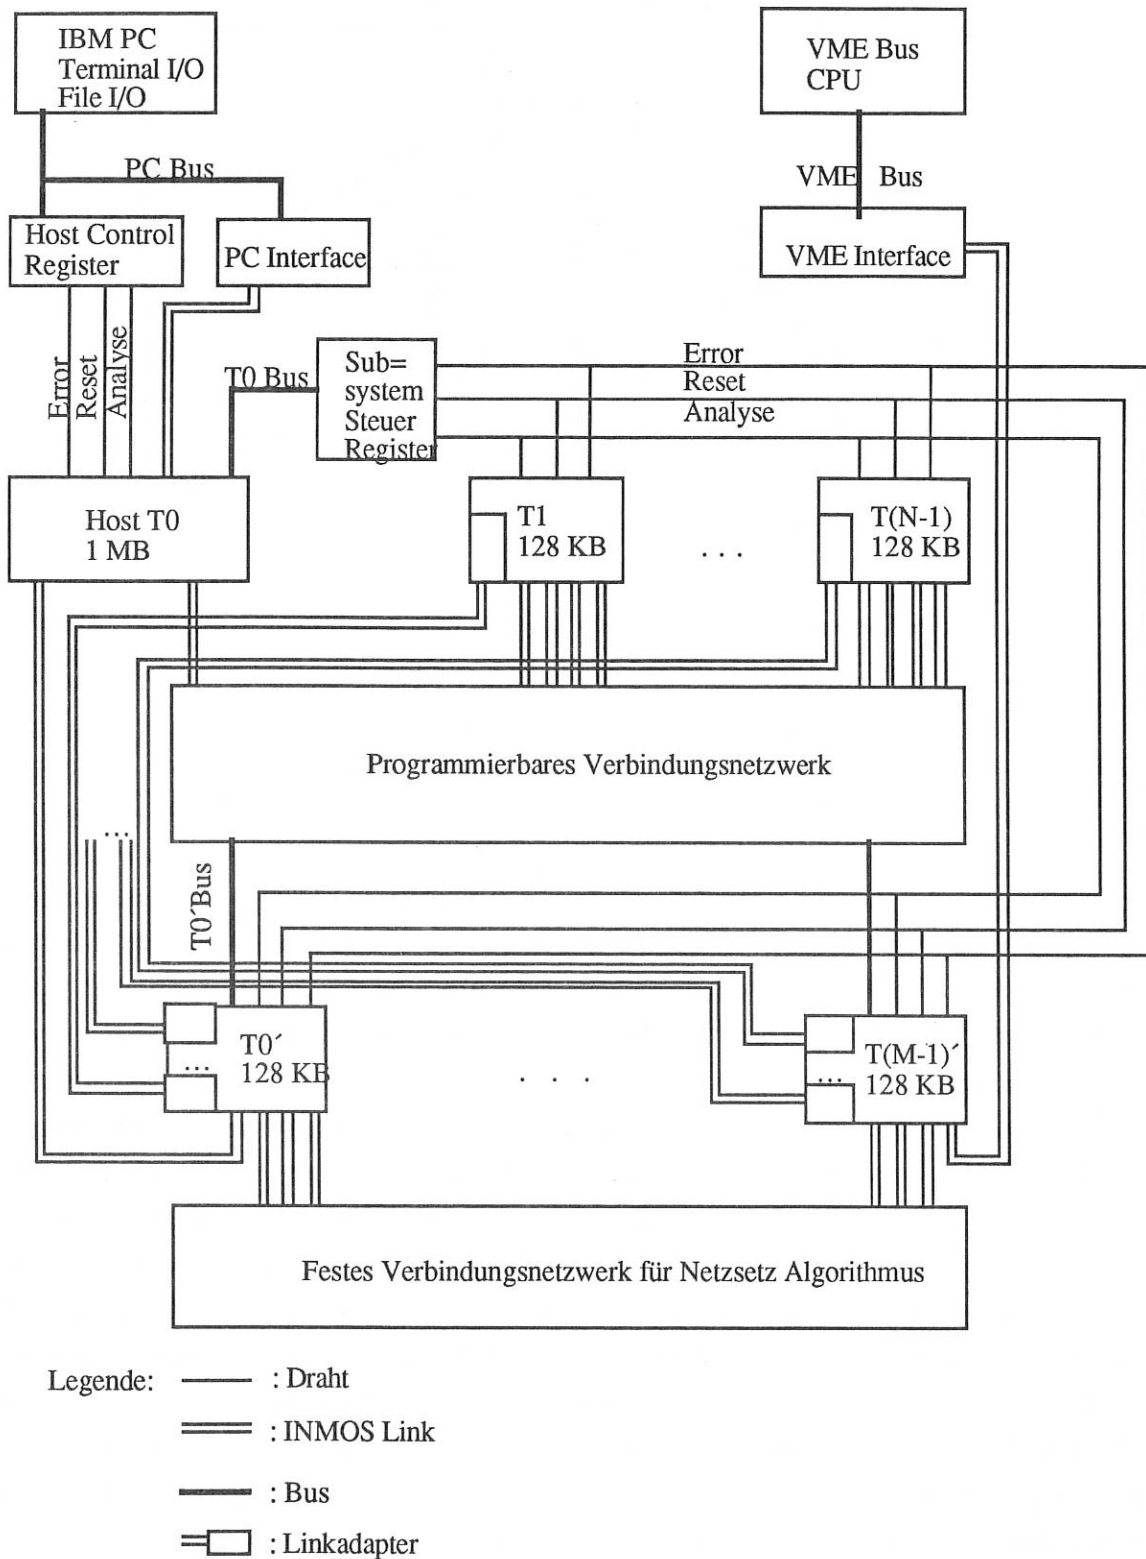 IBM PC
Terminal I/O
File I/O
VME Bus
CPU
PC Bus
VME Bus
Host Control
Register
PC Interface
VME Interface
Error
Reset
Analyse
T0 Bus
Sub=
system
Steuer
Register
Error
Reset
Analyse
Host T0
1 MB
T1
128 KB
. . .
T(N-1)
128 KB
Programmierbares Verbindungsnetzwerk
...
T0´Bus
T0´
128 KB
...
. . .
T(M-1)´
128 KB
...
Festes Verbindungsnetzwerk für Netzsetz Algorithmus
Legende:
: Draht
: INMOS Link
: Bus
: Linkadapter